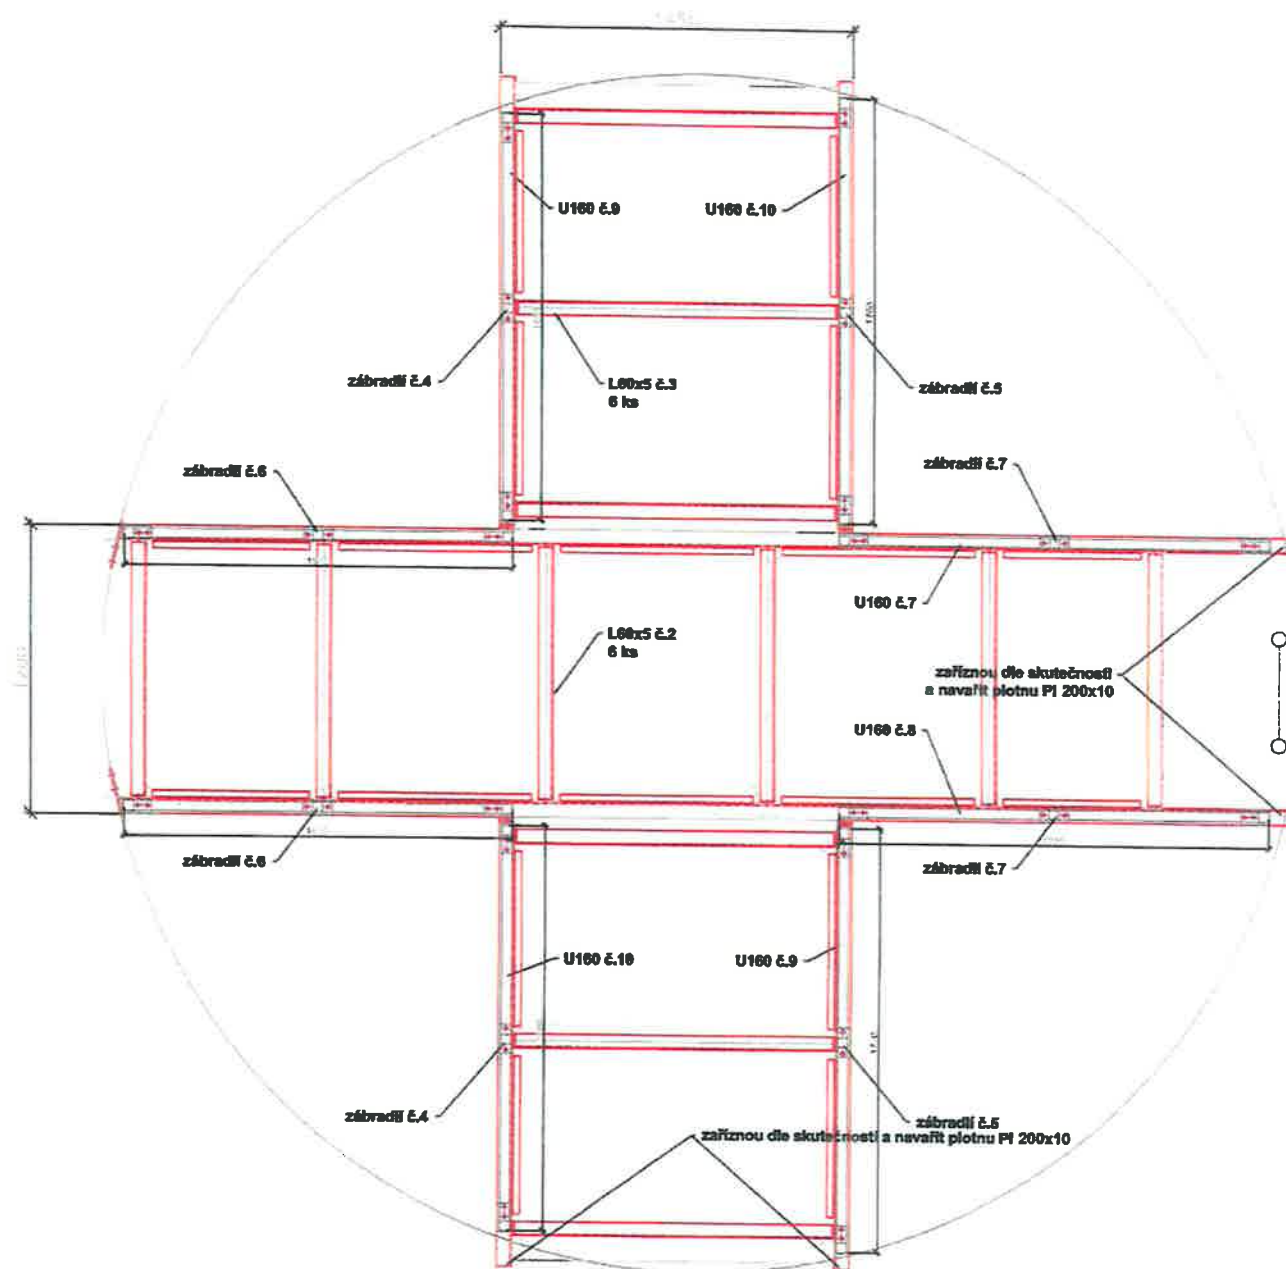 U160 č.9
U160 č.10
zábradlí č.4
L60x5 č.3
6 ks
zábradlí č.5
zábradlí č.6
zábradlí č.7
U160 č.7
L60x5 č.2
6 ks
zaříznou dle skutečnosti
a navařit plotnu Pl 200x10
U160 č.8
1200
zábradlí č.6
zábradlí č.7
U160 č.10
U160 č.9
zábradlí č.4
zábradlí č.5
zaříznou dle skutečnosti a navařit plotnu Pl 200x10